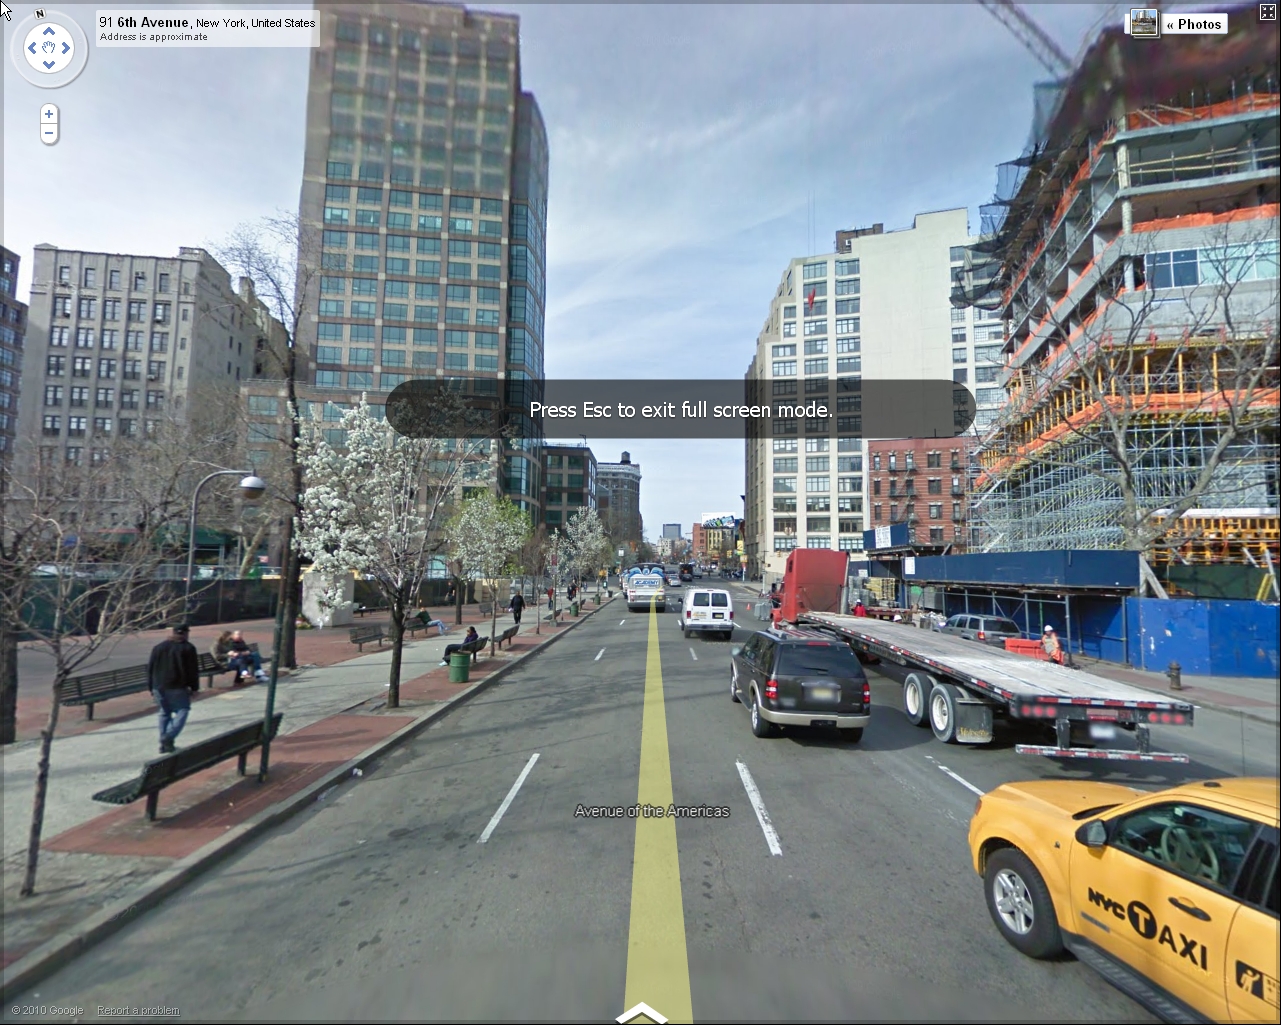 N
91 6th Avenue, New York, United States
Address is approximate
« Photos
Press Esc to exit full screen mode.
ACADEMY
Avenue of the Americas
NYC TAXI
© 2010 Google Report a problem